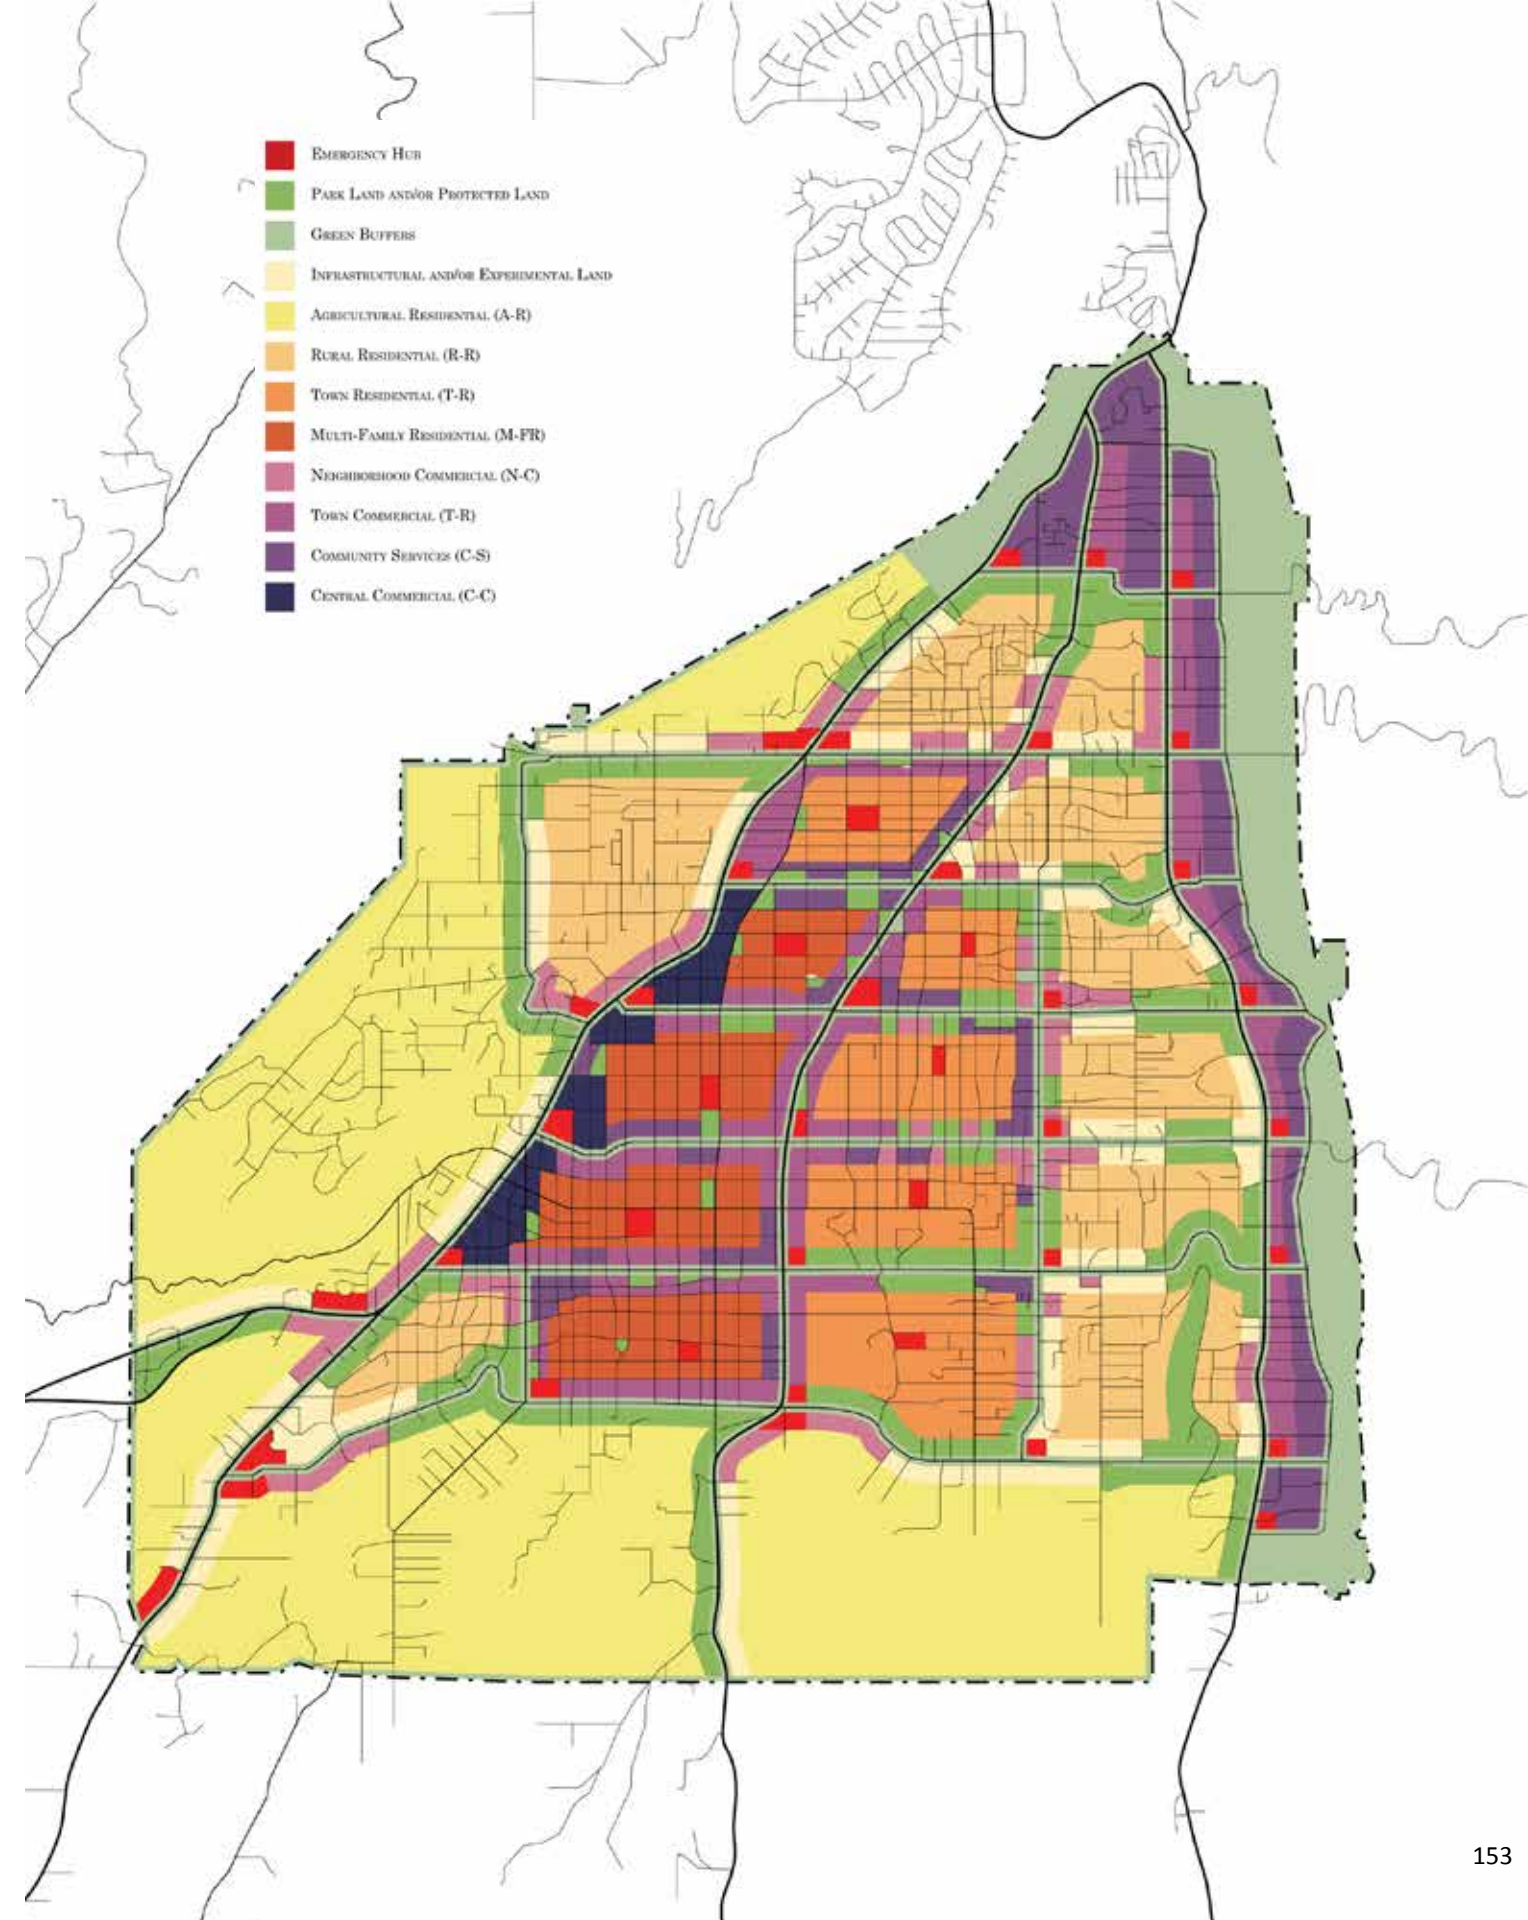 Emergency Hub
Park Land and/or Protected Land
Green Buffers
Infrastructural and/or Experimental Land
Agricultural Residential (A-R)
Rural Residential (R-R)
Town Residential (T-R)
Multi-Family Residential (M-FR)
Neighborhood Commercial (N-C)
Town Commercial (T-R)
Community Services (C-S)
Central Commercial (C-C)
153